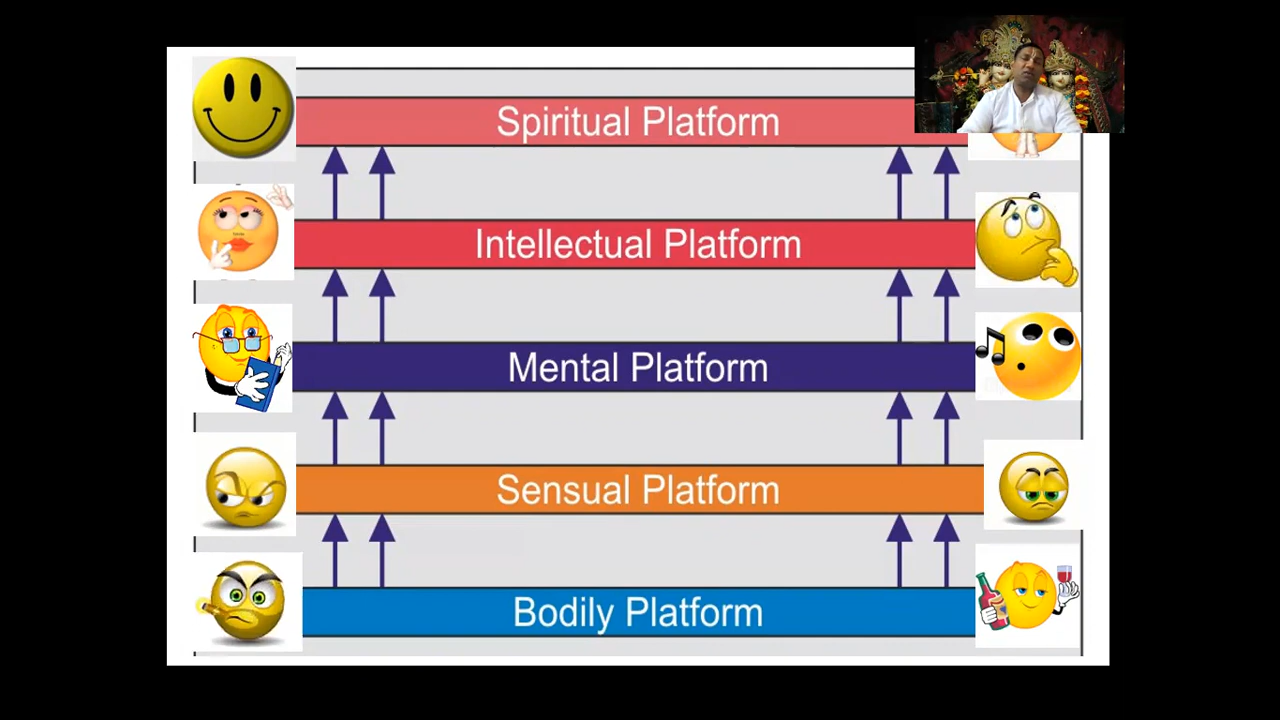 Spiritual Platform
Intellectual Platform
Mental Platform
Sensual Platform
Bodily Platform